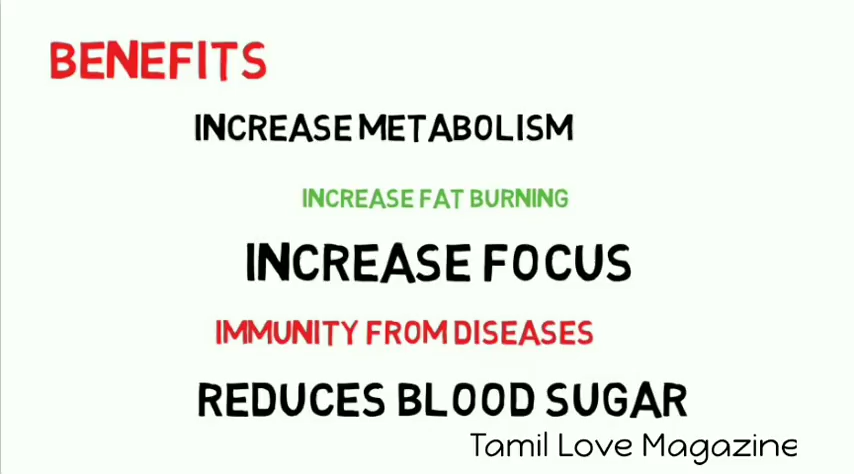 BENEFITS
INCREASE METABOLISM
INCREASE FAT BURNING
INCREASE FOCUS
IMMUNITY FROM DISEASES
REDUCES BLOOD SUGAR
Tamil Love Magazine